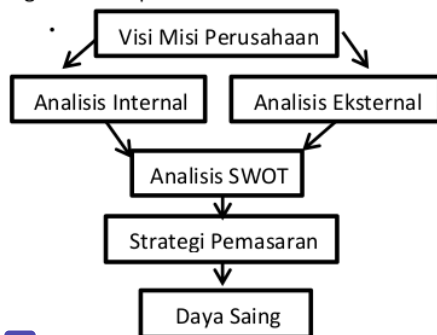 Visi Misi Perusahaan
Analisis Internal
Analisis Eksternal
Analisis SWOT
Strategi Pemasaran
Daya Saing